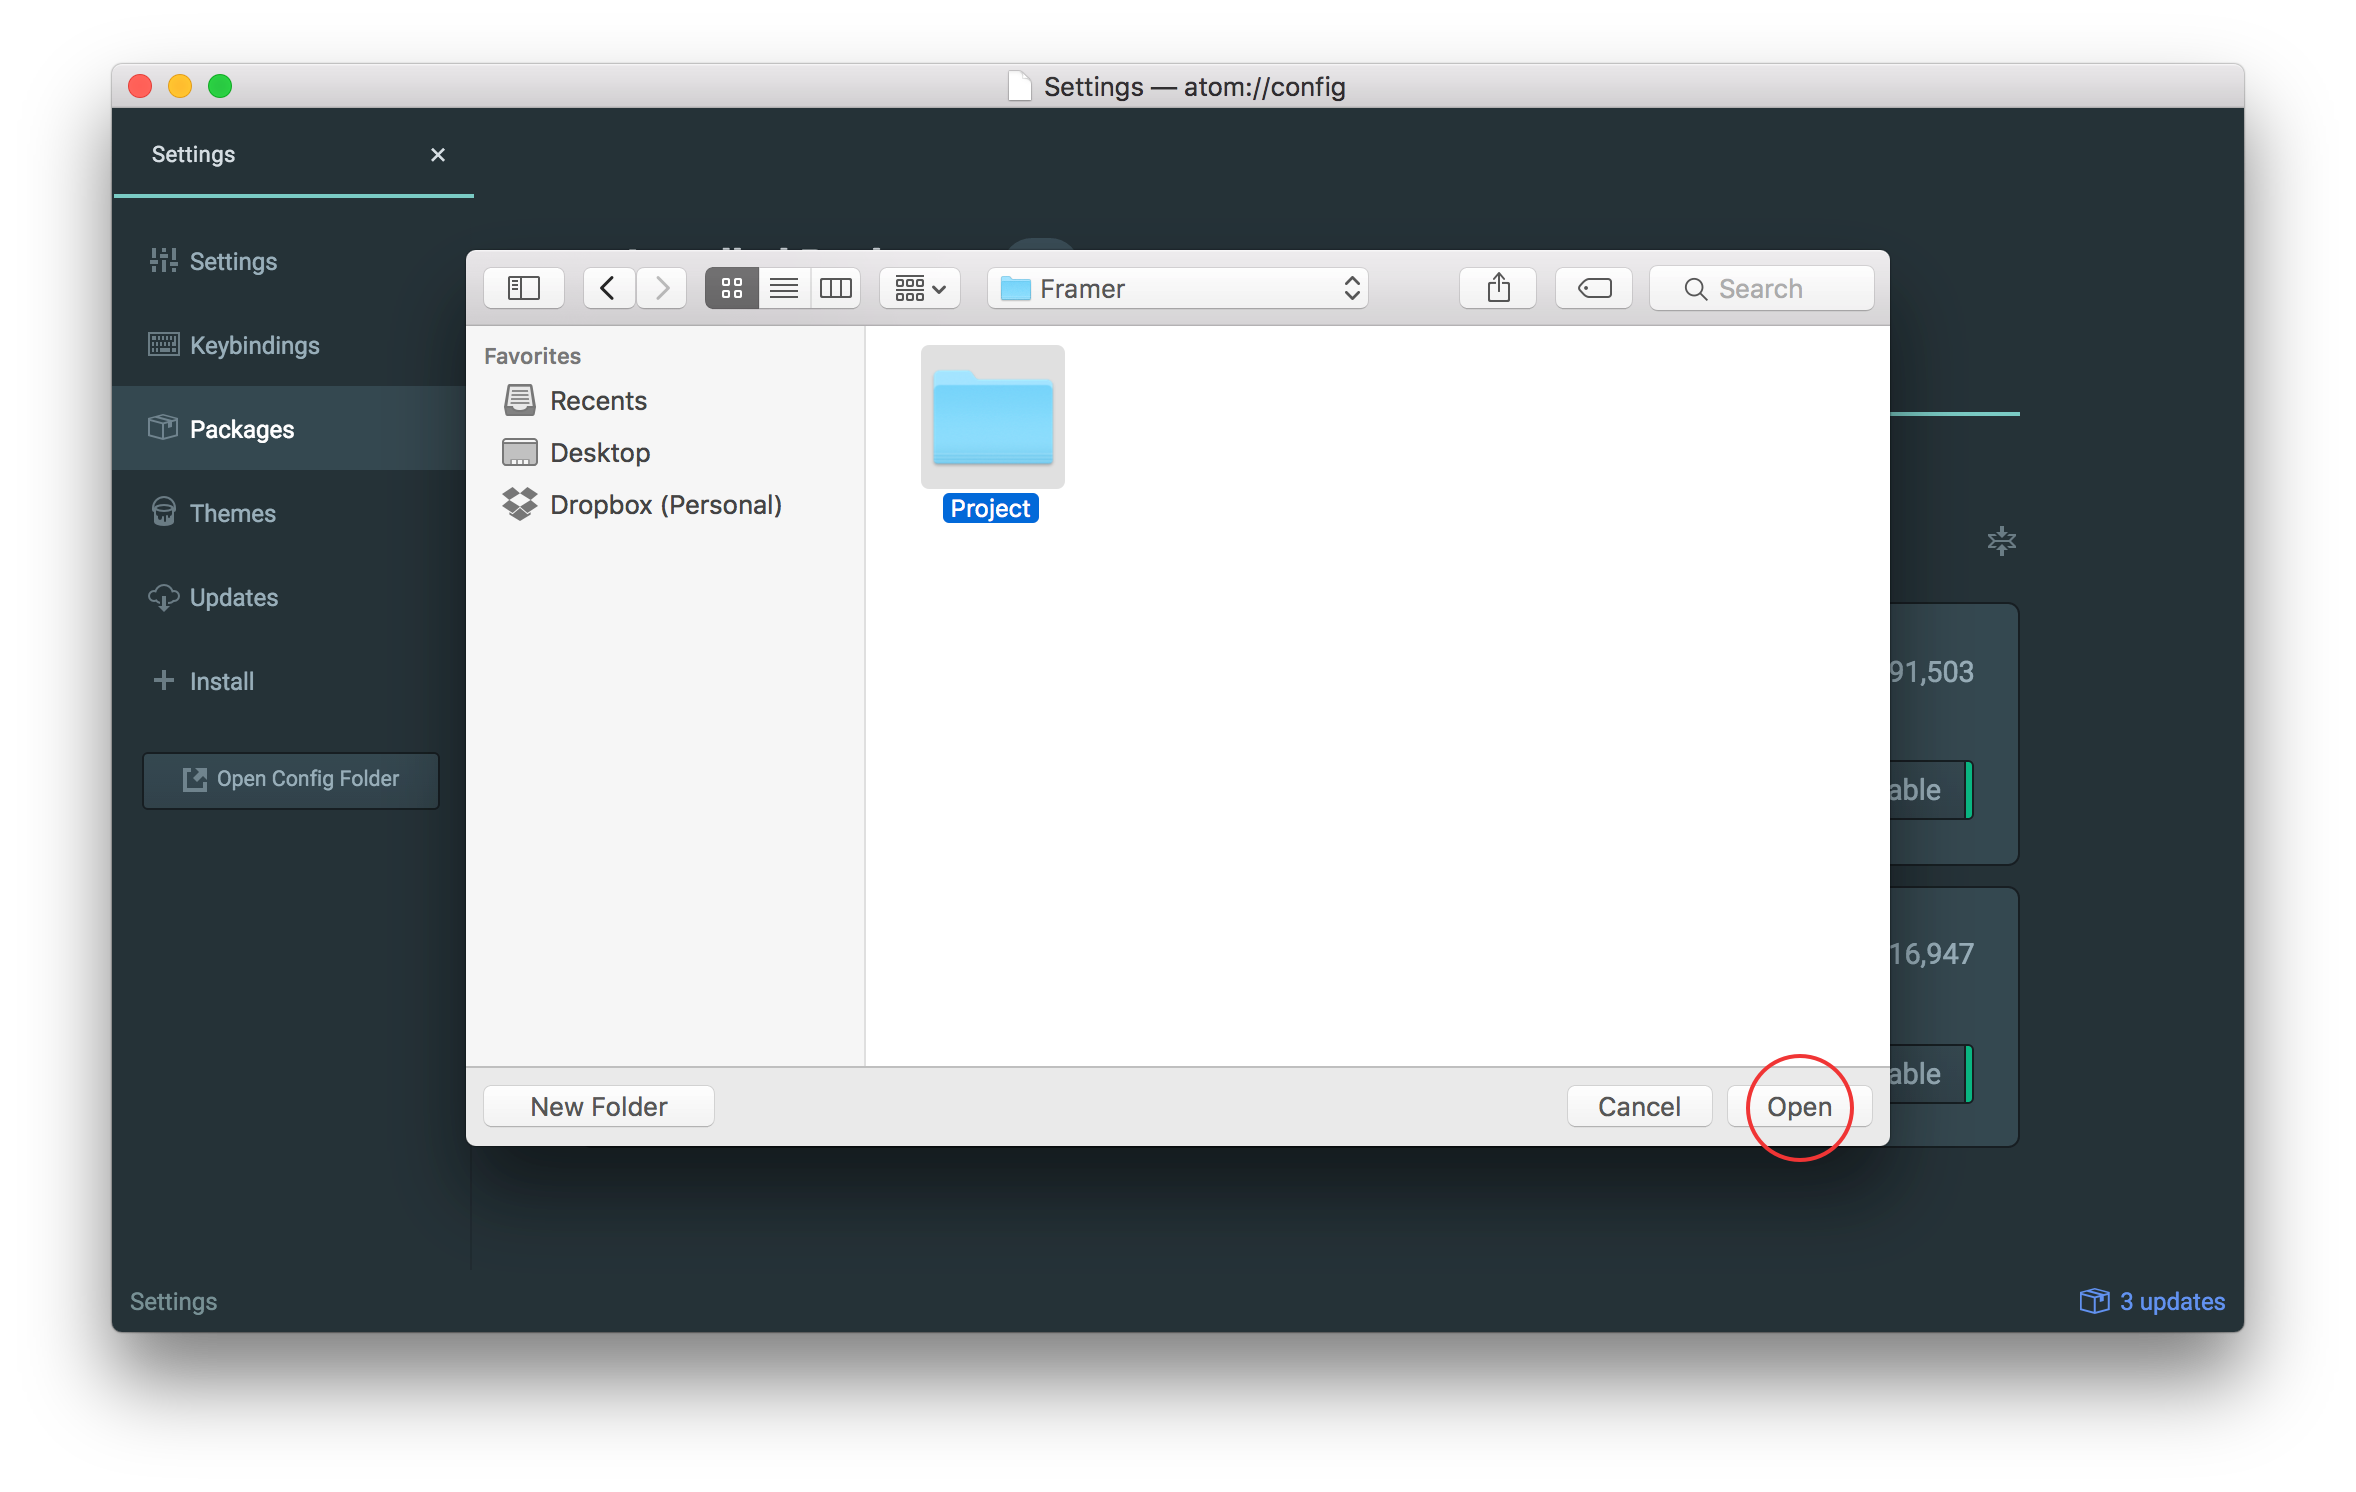 Settings — atom://config
Settings
Settings
Keybindings
Packages
Themes
Updates
Install
Open Config Folder
Framer
Search
Favorites
Recents
Desktop
Dropbox (Personal)
Project
91,503
able
16,947
able
New Folder
Cancel
Open
Settings
3 updates